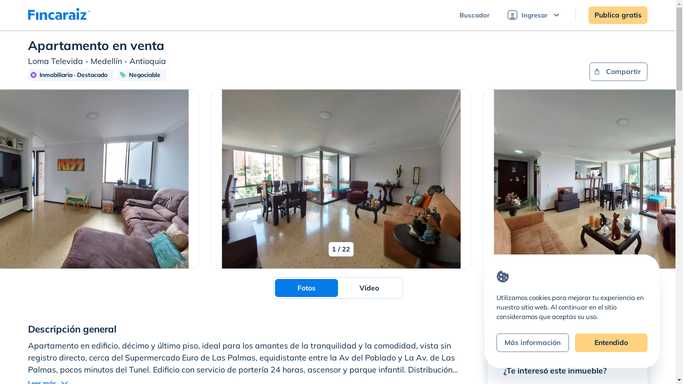 Fincaraiz
Buscador
Ingresar
Publica gratis
Apartamento en venta
Loma Televida - Medellín - Antioquia
Inmobiliaria - Destacado
Negociable
Compartir
1 / 22
Fotos
Video
Utilizamos cookies para mejorar tu experiencia en
nuestro sitio web. Al continuar en el sitio
consideramos que aceptas su uso.
Más información
Entendido
Descripción general
Apartamento en edificio, décimo y último piso, ideal para los amantes de la tranquilidad y la comodidad, vista sin
registro directo, cerca del Supermercado Euro de Las Palmas, equidistante entre la Av del Poblado y La Av. de Las
Palmas, pocos minutos del Tunel. Edificio con servicio de portería 24 horas, ascensor y parque infantil. Distribución...
Leer más
¿Te interesó este inmueble?